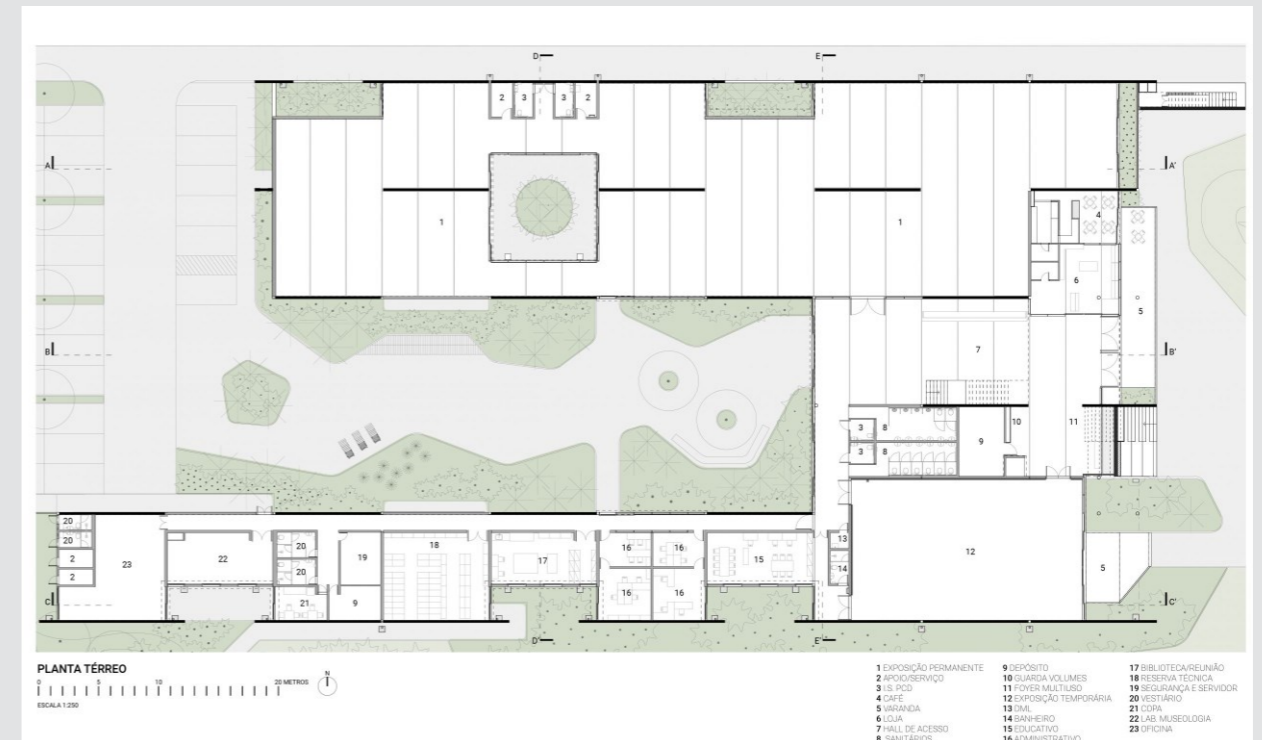 D E
2 3 3 2
A A'
1 1 4
6 5
B 7 B'
3 8 10 11
3 8 9
20
20 20 19 18 17 16 16 15 13 12
2 23 22 20 14 5
2 21 9 16 16
C C'
D' E'
PLANTA TÉRREO
0 5 10 20 METROS N
ESCALA 1:250
1 EXPOSIÇÃO PERMANENTE
2 APOIO/SERVIÇO
3 I.S. PCD
4 CAFÉ
5 VARANDA
6 LOJA
7 HALL DE ACESSO
8 SANITÁRIOS
9 DEPÓSITO
10 GUARDA VOLUMES
11 FOYER MULTIUSO
12 EXPOSIÇÃO TEMPORÁRIA
13 DML
14 BANHEIRO
15 EDUCATIVO
16 ADMINISTRATIVO
17 BIBLIOTECA/REUNIÃO
18 RESERVA TÉCNICA
19 SEGURANÇA E SERVIDOR
20 VESTIÁRIO
21 COPA
22 LAB. MUSEOLOGIA
23 OFICINA